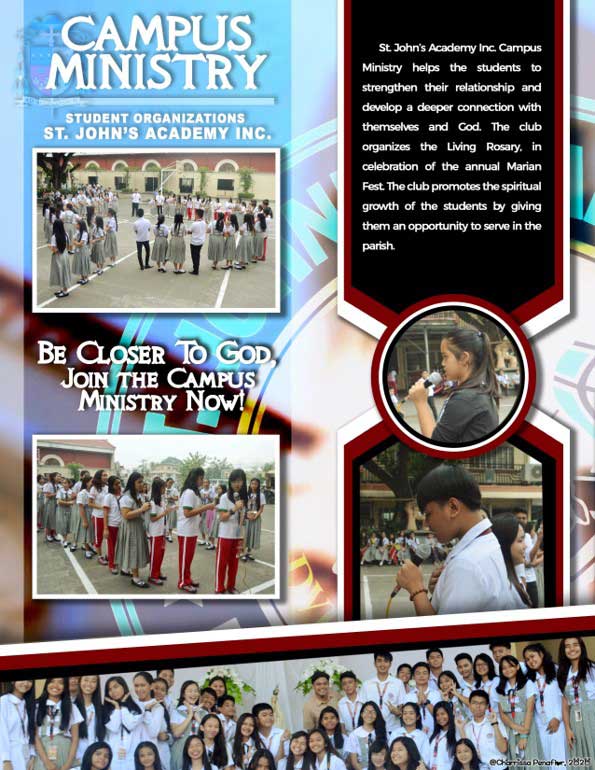 CAMPUS
MINISTRY
STUDENT ORGANIZATIONS
ST. JOHN'S ACADEMY INC.
St. John's Academy Inc. Campus
Ministry helps the students to
strengthen their relationship and
develop a deeper connection with
themselves and God. The club
organizes the Living Rosary, in
celebration of the annual Marian
Fest. The club promotes the spiritual
growth of the students by giving
them an opportunity to serve in the
parish.
BE CLOSER TO GOD,
JOIN THE CAMPUS
MINISTRY NOW!
@Charrissa Penaflor, 2020